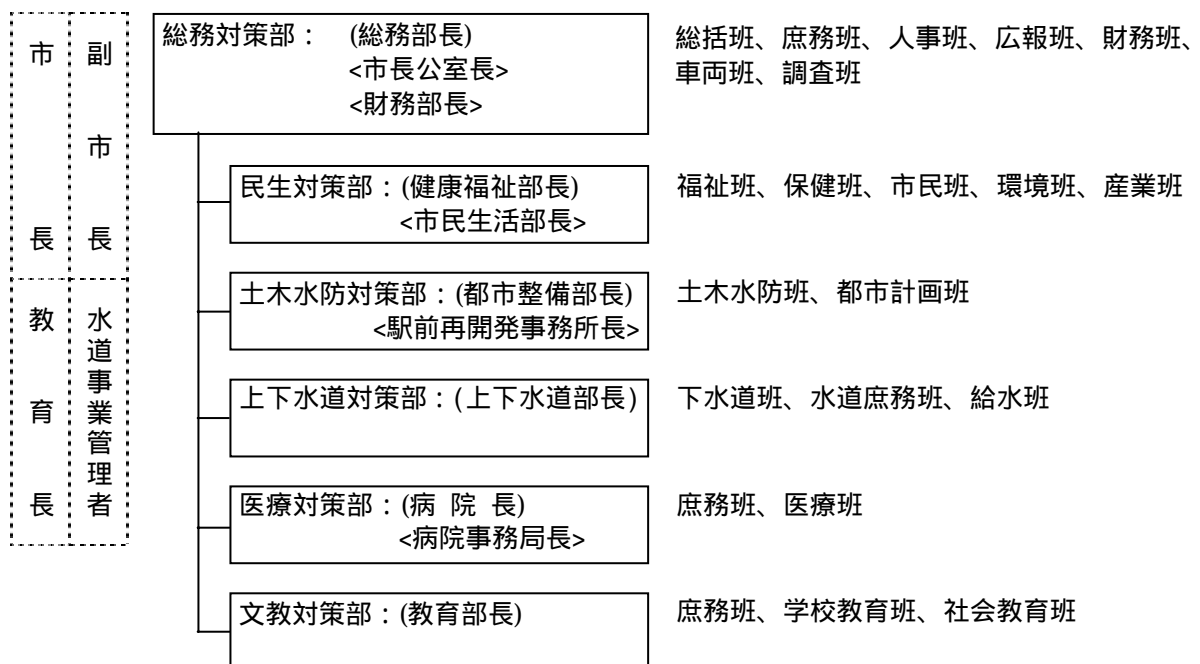 市長
副市長
教育長
水道事業管理者
総務対策部： (総務部長)
<市長公室長>
<財務部長>
総括班、庶務班、人事班、広報班、財務班、
車両班、調査班
民生対策部：(健康福祉部長)
<市民生活部長>
福祉班、保健班、市民班、環境班、産業班
土木水防対策部：(都市整備部長)
<駅前再開発事務所長>
土木水防班、都市計画班
上下水道対策部：(上下水道部長)
下水道班、水道庶務班、給水班
医療対策部：(病 院 長)
<病院事務局長>
庶務班、医療班
文教対策部：(教育部長)
庶務班、学校教育班、社会教育班